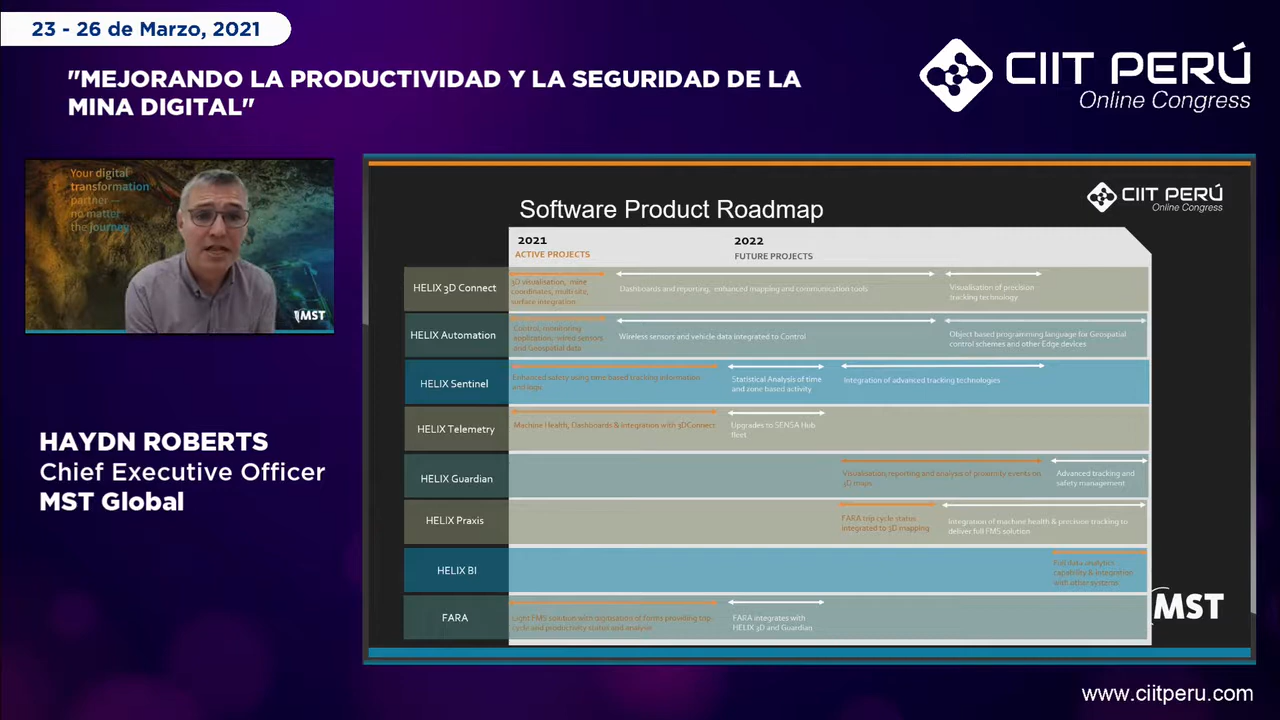 23 - 26 de Marzo, 2021
"MEJORANDO LA PRODUCTIVIDAD Y LA SEGURIDAD DE LA
MINA DIGITAL"
CIIT PERÚ
Online Congress
Your digital
transformation
partner —
no matter
the journey
MST
HAYDN ROBERTS
Chief Executive Officer
MST Global
CIIT PERÚ
Online Congress
Software Product Roadmap
2021
ACTIVE PROJECTS
2022
FUTURE PROJECTS
HELIX 3D Connect
3D visualisation, mine
coordinates, multi site,
surface integration
Dashboards and reporting, enhanced mapping and communication tools
Visualisation of precision
tracking technology
HELIX Automation
Control, monitoring
application, wired sensors
and Geospatial data
Wireless sensors and vehicle data integrated to Control
Object based programming language for Geospatial
control schemes and other Edge devices
HELIX Sentinel
Enhanced safety using time based tracking information
and logic
Statistical Analysis of time
and zone based activity
Integration of advanced tracking technologies
HELIX Telemetry
Machine Health, Dashboards & integration with 3DConnect
Upgrades to SENSA Hub
fleet
HELIX Guardian
Visualisation reporting and analysis of proximity events on
3D maps
Advanced tracking and
safety management
HELIX Praxis
FARA trip cycle status
integrated to 3D mapping
Integration of machine health & precision tracking to
deliver full FMS solution
HELIX BI
Full data analytics
capability & integration
with other systems
FARA
Light FMS solution with digitisation of forms providing trip
cycle and productivity status and analysis
FARA integrates with
HELIX 3D and Guardian
MST
www.ciitperu.com